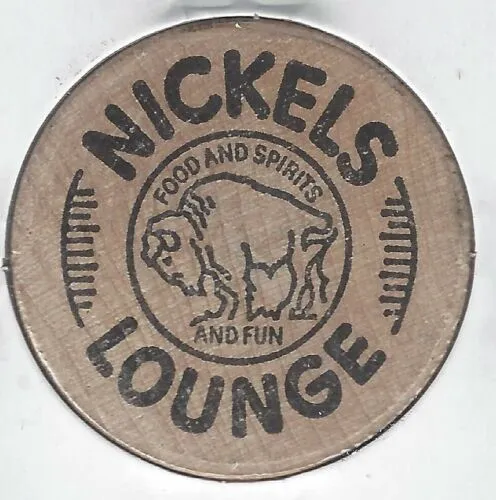 NICKELS
FOOD AND SPIRITS
AND FUN
LOUNGE